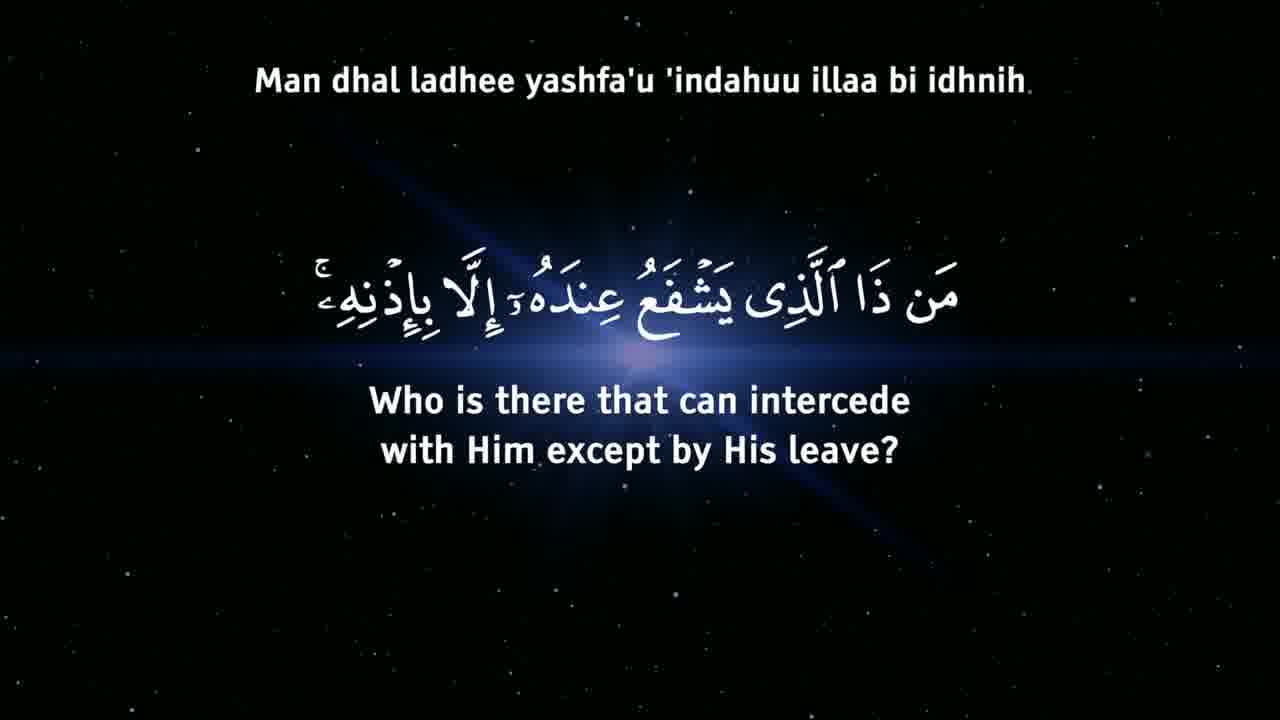 Man dhal ladhee yashfa'u 'indahuu illaa bi idhnih
مَن ذَا ٱلَّذِى يَشْفَعُ عِندَهُۥٓ إِلَّا بِإِذْنِهِۦ ۚ
Who is there that can intercede
with Him except by His leave?